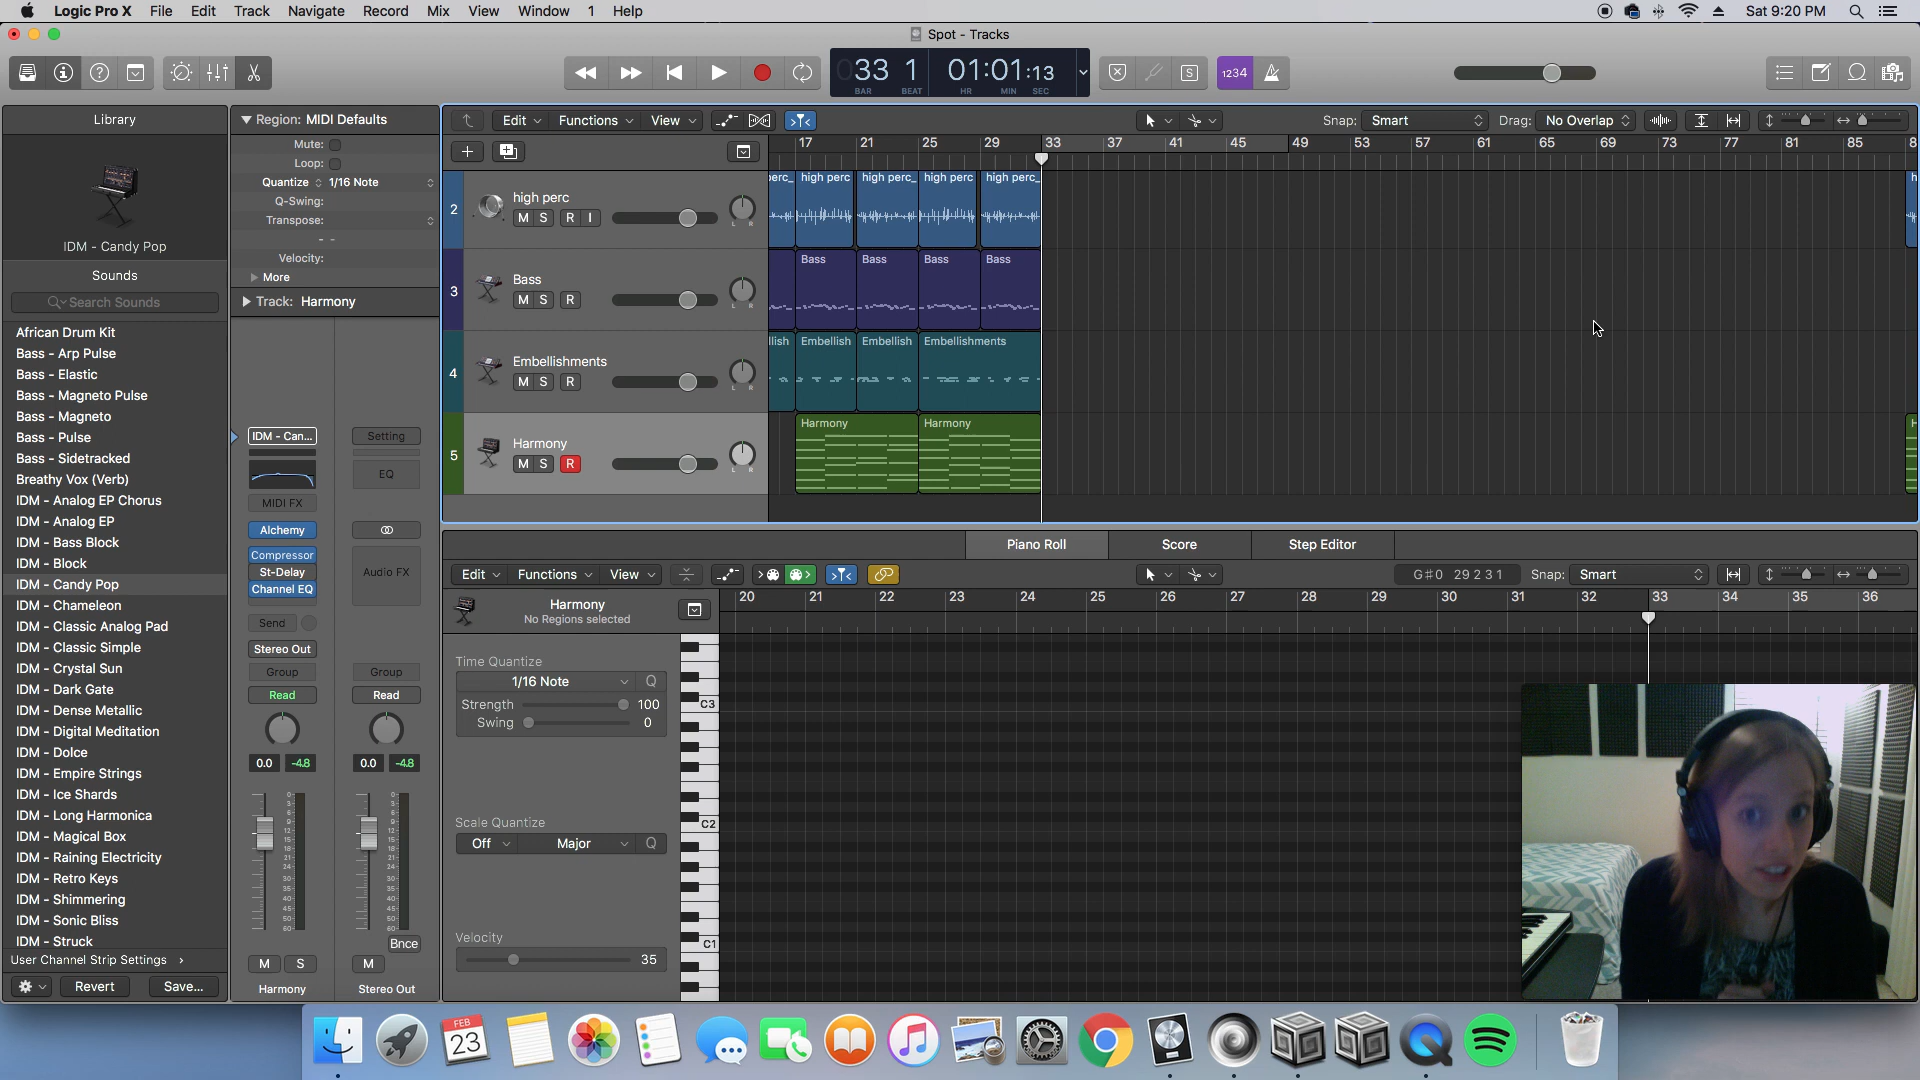 Logic Pro X File Edit Track Navigate Record Mix View Window 1 Help
Sat 9:20 PM
Spot - Tracks
033 1 01:01:13
BAR BEAT HR MIN SEC
S
1234
Library
Region: MIDI Defaults
Mute:
Loop:
Quantize 1/16 Note
Q-Swing:
Transpose:
- -
Velocity:
More
Track: Harmony
IDM - Candy Pop
Sounds
Search Sounds
African Drum Kit
Bass - Arp Pulse
Bass - Elastic
Bass - Magneto Pulse
Bass - Magneto
Bass - Pulse
Bass - Sidetracked
Breathy Vox (Verb)
IDM - Analog EP Chorus
IDM - Analog EP
IDM - Bass Block
IDM - Block
IDM - Candy Pop
IDM - Chameleon
IDM - Classic Analog Pad
IDM - Classic Simple
IDM - Crystal Sun
IDM - Dark Gate
IDM - Dense Metallic
IDM - Digital Meditation
IDM - Dolce
IDM - Empire Strings
IDM - Ice Shards
IDM - Long Harmonica
IDM - Magical Box
IDM - Raining Electricity
IDM - Retro Keys
IDM - Shimmering
IDM - Sonic Bliss
IDM - Struck
User Channel Strip Settings
Revert Save...
IDM - Can... Setting
EQ
MIDI FX
Alchemy
Compressor
St-Delay
Channel EQ
Audio FX
Send
Stereo Out
Group Group
Read Read
0.0 -4.8 0.0 -4.8
Bnce
M S M
Harmony Stereo Out
Edit Functions View
Snap: Smart Drag: No Overlap
17 21 25 29 33 37 41 45 49 53 57 61 65 69 73 77 81 85 8
2 high perc
M S R I
L R
erc_ high perc high perc_ high perc high perc_ h
3 Bass
M S R
L R
Bass Bass Bass Bass
4 Embellishments
M S R
L R
llish Embellish Embellish Embellishments
5 Harmony
M S R
L R
Harmony Harmony H
Piano Roll Score Step Editor
Edit Functions View
G#0 29 2 3 1 Snap: Smart
Harmony
No Regions selected
20 21 22 23 24 25 26 27 28 29 30 31 32 33 34 35 36
Time Quantize
1/16 Note Q
Strength 100
Swing 0
Scale Quantize
Off Major Q
Velocity
35
C3
C2
C1
FEB
23